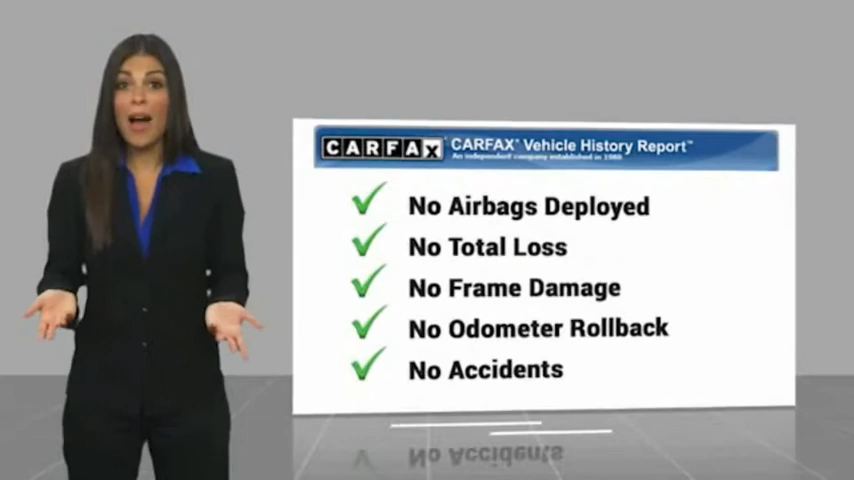 CARFAX CARFAX® Vehicle History Report™
An independent company established in 1986
No Airbags Deployed
No Total Loss
No Frame Damage
No Odometer Rollback
No Accidents
No Accidents